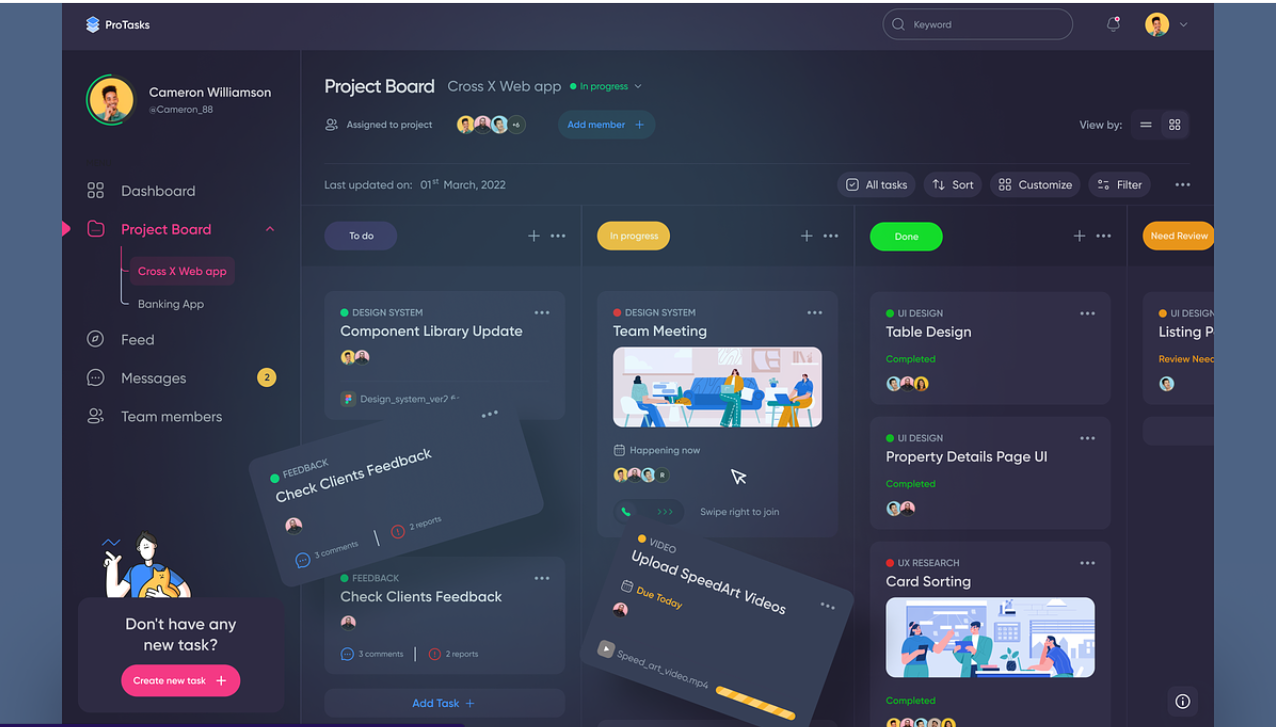 ProTasks
Keyword
Cameron Williamson
@Cameron_88
Project Board Cross X Web app In progress
Assigned to project +6 Add member +
View by:
Last updated on: 01st March, 2022
All tasks Sort Customize Filter
Dashboard
Project Board
Cross X Web app
Banking App
Feed
Messages 2
Team members
Don't have any
new task?
Create new task +
To do
DESIGN SYSTEM
Component Library Update
FEEDBACK
Check Clients Feedback
3 comments 2 reports
FEEDBACK
Check Clients Feedback
3 comments 2 reports
Add Task +
In progress
DESIGN SYSTEM
Team Meeting
Happening now
>>> Swipe right to join
VIDEO
Upload SpeedArt Videos
Due Today
Speed_art_video.mp4
Done
UI DESIGN
Table Design
Completed
UI DESIGN
Property Details Page UI
Completed
UX RESEARCH
Card Sorting
Completed
Need Review
UI DESIGN
Listing P
Review Need